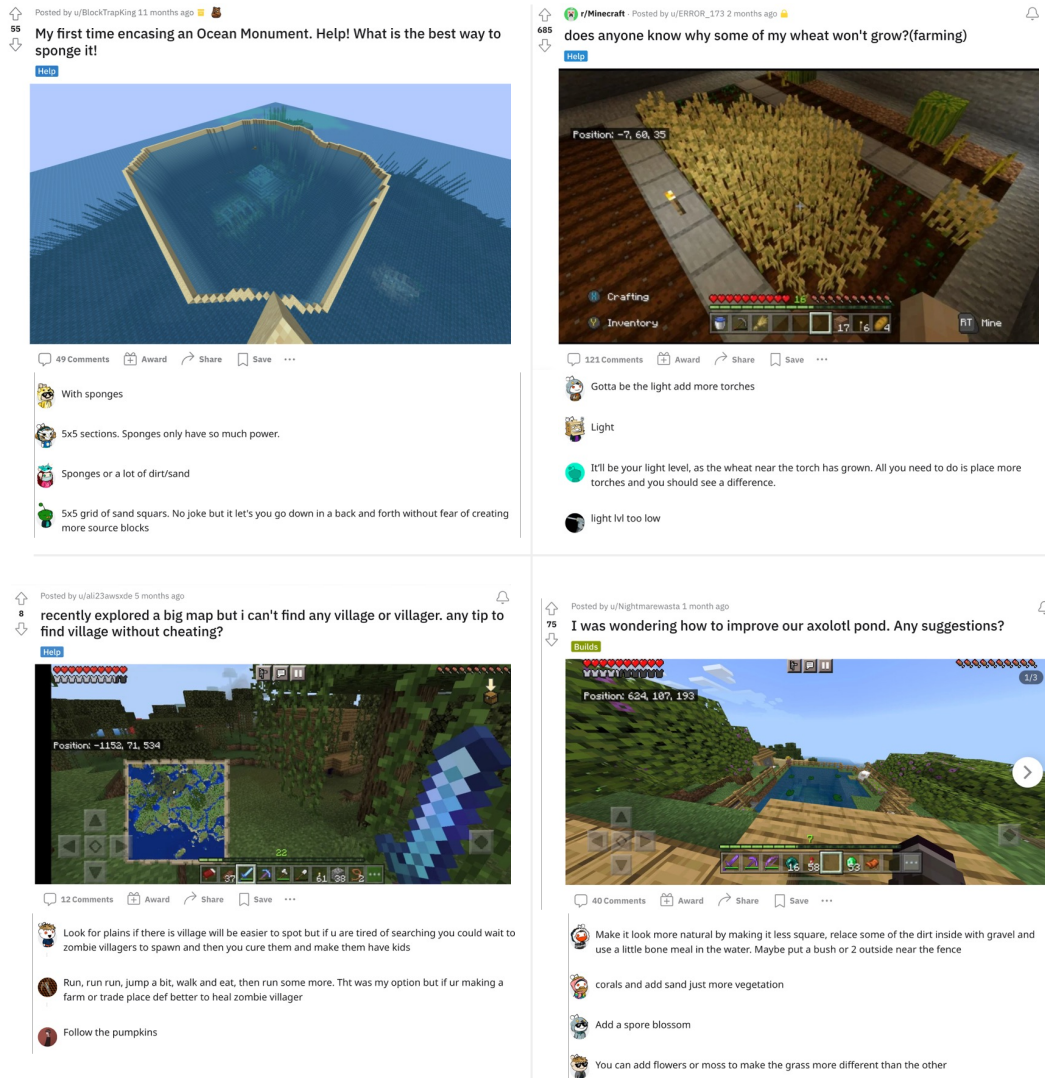 Posted by u/BlockTrapKing 11 months ago
55
My first time encasing an Ocean Monument. Help! What is the best way to
sponge it!
Help
49 Comments Award Share Save ...
With sponges
5x5 sections. Sponges only have so much power.
Sponges or a lot of dirt/sand
5x5 grid of sand squars. No joke but it let's you go down in a back and forth without fear of creating
more source blocks
r/Minecraft · Posted by u/ERROR_173 2 months ago
685
does anyone know why some of my wheat won't grow?(farming)
Help
Position: -7, 60, 35
X Crafting
Y Inventory
16
17 6 4
RT Mine
121 Comments Award Share Save ...
Gotta be the light add more torches
Light
It'll be your light level, as the wheat near the torch has grown. All you need to do is place more
torches and you should see a difference.
light lvl too low
Posted by u/ali23awsxde 5 months ago
8
recently explored a big map but i can't find any village or villager. any tip to
find village without cheating?
Help
Position: -1152, 71, 534
22
37 61 38 2
12 Comments Award Share Save ...
Look for plains if there is village will be easier to spot but if u are tired of searching you could wait to
zombie villagers to spawn and then you cure them and make them have kids
Run, run run, jump a bit, walk and eat, then run some more. Tht was my option but if ur making a
farm or trade place def better to heal zombie villager
Follow the pumpkins
Posted by u/Nightmarewasta 1 month ago
75
I was wondering how to improve our axolotl pond. Any suggestions?
Builds
1/3
Position: 624, 107, 193
7
16 58 53
40 Comments Award Share Save ...
Make it look more natural by making it less square, relace some of the dirt inside with gravel and
use a little bone meal in the water. Maybe put a bush or 2 outside near the fence
corals and add sand just more vegetation
Add a spore blossom
You can add flowers or moss to make the grass more different than the other